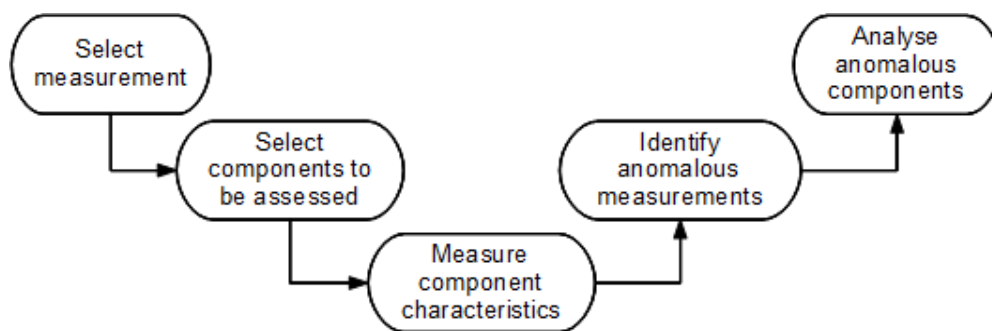 Select
measurement
Select
components to
be assessed
Measure
component
characteristics
Identify
anomalous
measurements
Analyse
anomalous
components